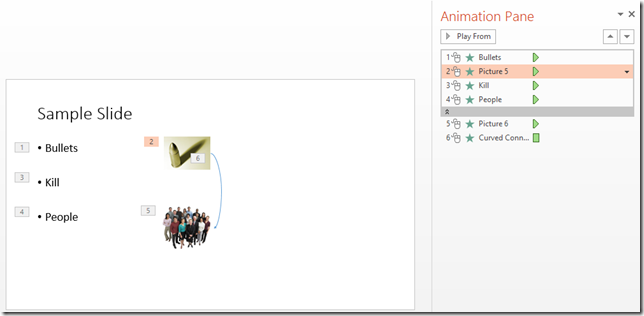 Animation Pane
Play From
1 Bullets
2 Picture 5
3 Kill
4 People
5 Picture 6
6 Curved Conn...
Sample Slide
1 • Bullets
2
6
3 • Kill
4 • People
5